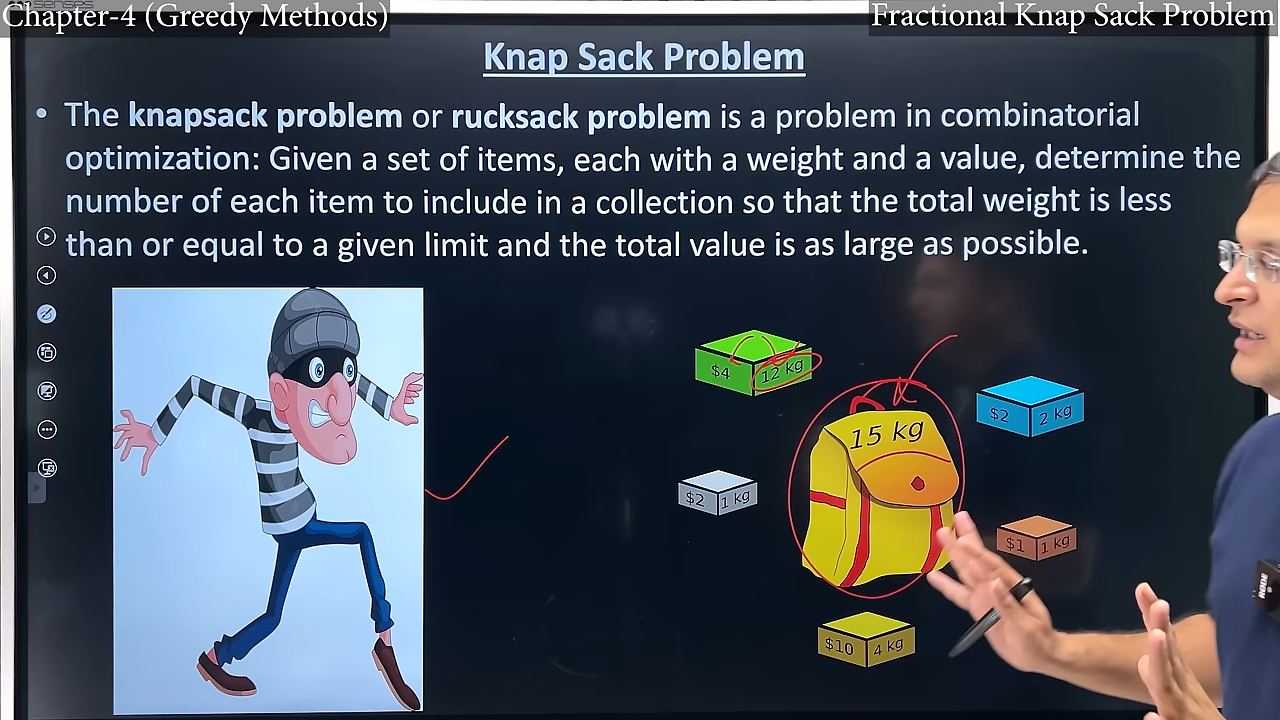 Chapter-4 (Greedy Methods)
Fractional Knap Sack Problem
Knap Sack Problem
• The knapsack problem or rucksack problem is a problem in combinatorial
optimization: Given a set of items, each with a weight and a value, determine the
number of each item to include in a collection so that the total weight is less
than or equal to a given limit and the total value is as large as possible.
$4 12 kg
15 kg
$2 2 kg
$2 1 kg
$1 1 kg
$10 4 kg